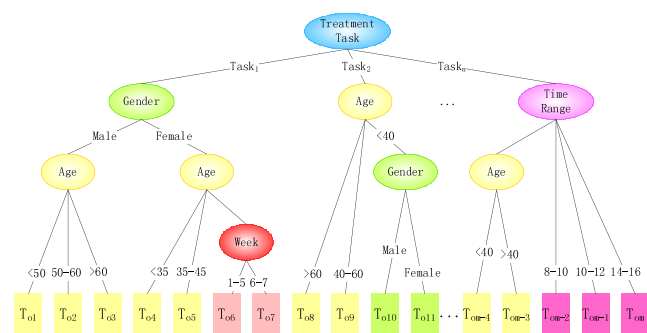 Treatment
Task
Task₁ Task₂ Taskₙ
Gender Age ... Time
Range
Male Female <40
Age Age Gender Age
Week
Male <40 >40
<50 50-60 >60 <35 35-45 1-5 6-7 >60 40-60 Female 8-10 10-12 14-16
To1 To2 To3 To4 To5 To6 To7 To8 To9 To10 To11 ... Tom-4 Tom-3 Tom-2 Tom-1 Tom